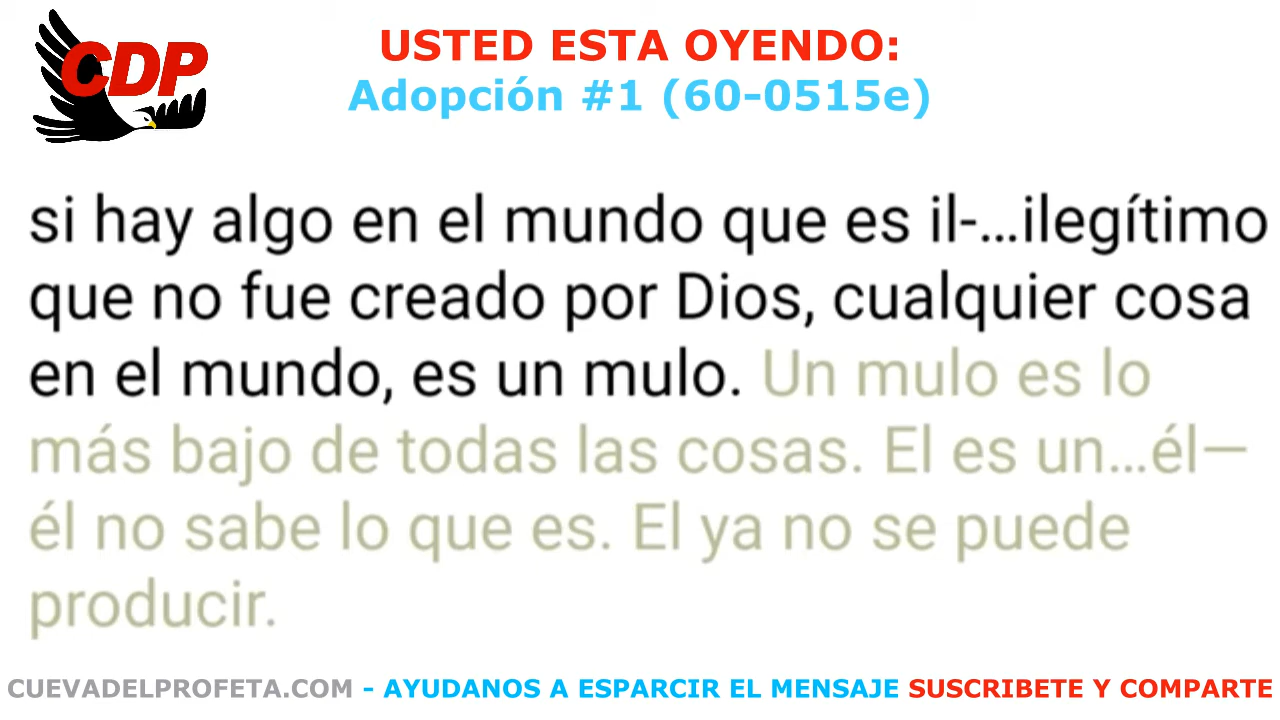 CDP
USTED ESTA OYENDO:
Adopción #1 (60-0515e)
si hay algo en el mundo que es il-...ilegítimo
que no fue creado por Dios, cualquier cosa
en el mundo, es un mulo. Un mulo es lo
más bajo de todas las cosas. El es un...él—
él no sabe lo que es. El ya no se puede
producir.
CUEVADELPROFETA.COM - AYUDANOS A ESPARCIR EL MENSAJE SUSCRIBETE Y COMPARTE